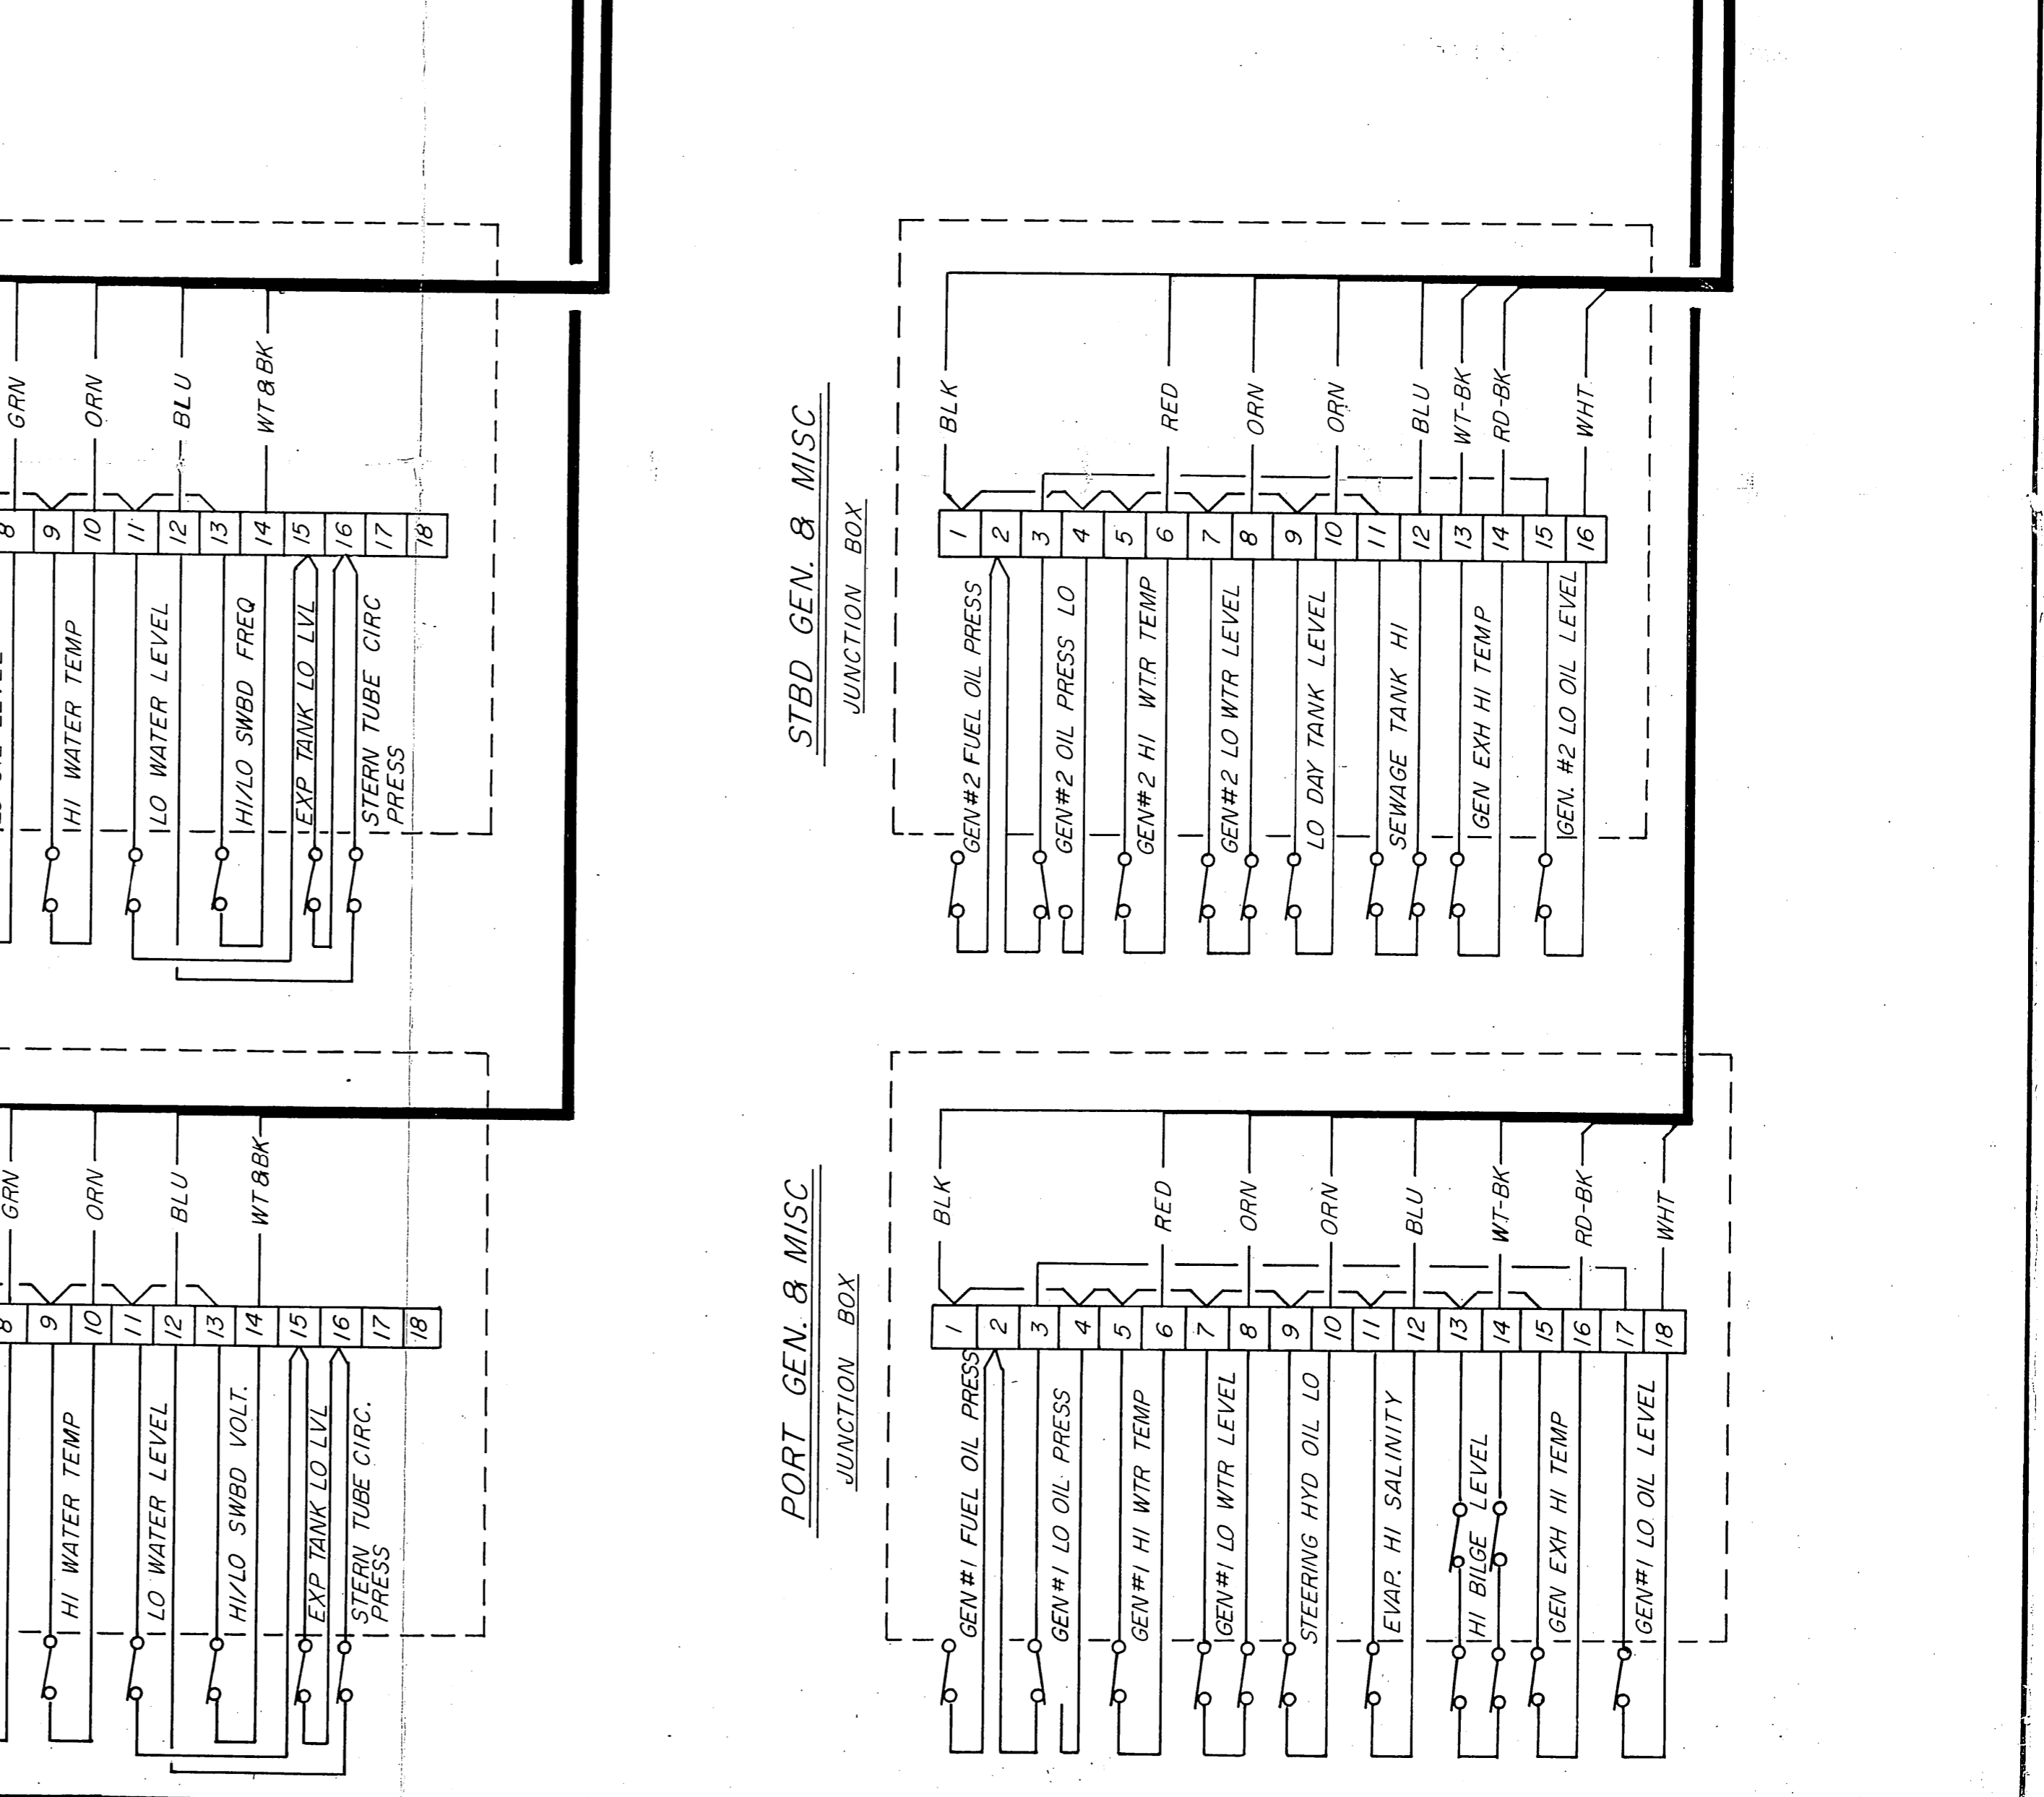 GRN
ORN
BLU
WT&BK
8
9
10
11
12
13
14
15
16
17
18
HI WATER TEMP
LO WATER LEVEL
HI/LO SWBD FREQ
EXP TANK LO LVL
STERN TUBE CIRC
PRESS
GRN
ORN
BLU
WT&BK
8
9
10
11
12
13
14
15
16
17
18
HI WATER TEMP
LO WATER LEVEL
HI/LO SWBD VOLT.
EXP TANK LO LVL
STERN TUBE CIRC.
PRESS
STBD GEN. & MISC
JUNCTION BOX
BLK
RED
ORN
ORN
BLU
WT-BK
RD-BK
WHT
1
2
3
4
5
6
7
8
9
10
11
12
13
14
15
16
GEN#2 FUEL OIL PRESS
GEN#2 OIL PRESS LO
GEN#2 HI WTR TEMP
GEN#2 LO WTR LEVEL
LO DAY TANK LEVEL
SEWAGE TANK HI
GEN EXH HI TEMP
GEN. #2 LO OIL LEVEL
PORT GEN. & MISC
JUNCTION BOX
BLK
RED
ORN
ORN
BLU
WT-BK
RD-BK
WHT
1
2
3
4
5
6
7
8
9
10
11
12
13
14
15
16
17
18
GEN#1 FUEL OIL PRESS
GEN#1 LO OIL PRESS
GEN#1 HI WTR TEMP
GEN#1 LO WTR LEVEL
STEERING HYD OIL LO
EVAP. HI SALINITY
HI BILGE LEVEL
GEN EXH HI TEMP
GEN#1 LO OIL LEVEL